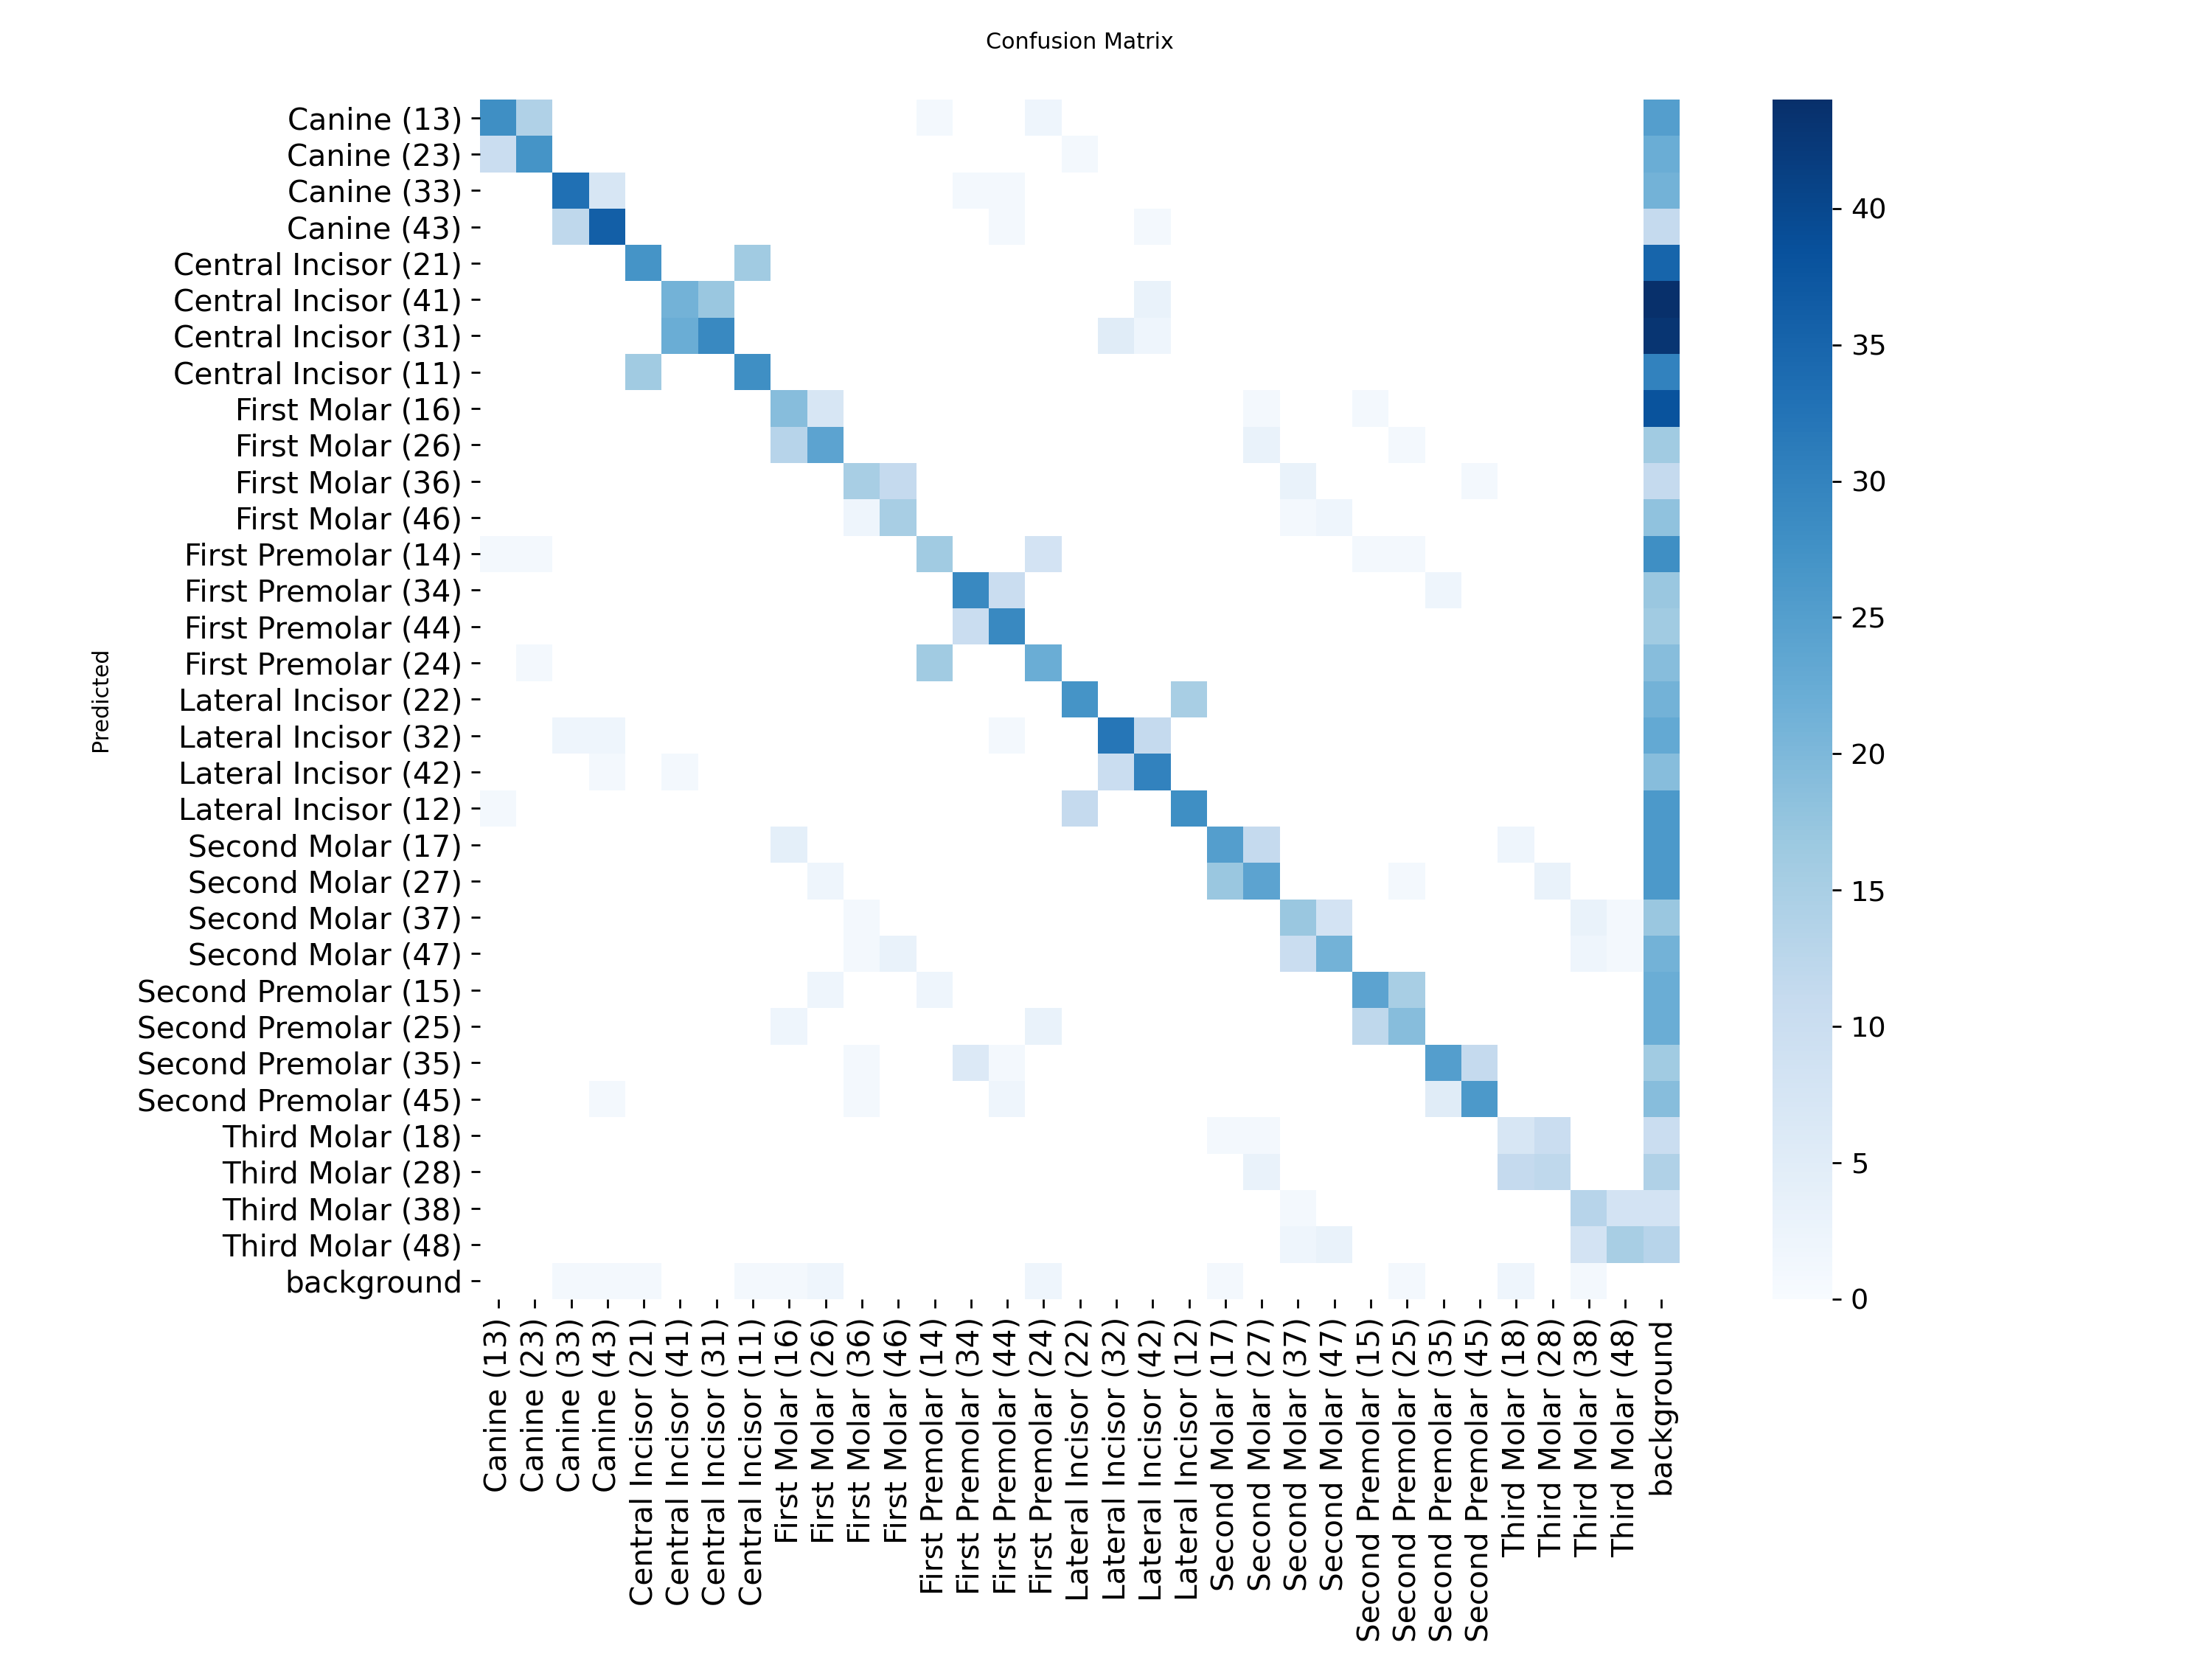 Confusion Matrix
Predicted
Canine (13)
Canine (23)
Canine (33)
Canine (43)
Central Incisor (21)
Central Incisor (41)
Central Incisor (31)
Central Incisor (11)
First Molar (16)
First Molar (26)
First Molar (36)
First Molar (46)
First Premolar (14)
First Premolar (34)
First Premolar (44)
First Premolar (24)
Lateral Incisor (22)
Lateral Incisor (32)
Lateral Incisor (42)
Lateral Incisor (12)
Second Molar (17)
Second Molar (27)
Second Molar (37)
Second Molar (47)
Second Premolar (15)
Second Premolar (25)
Second Premolar (35)
Second Premolar (45)
Third Molar (18)
Third Molar (28)
Third Molar (38)
Third Molar (48)
background
Canine (13)
Canine (23)
Canine (33)
Canine (43)
Central Incisor (21)
Central Incisor (41)
Central Incisor (31)
Central Incisor (11)
First Molar (16)
First Molar (26)
First Molar (36)
First Molar (46)
First Premolar (14)
First Premolar (34)
First Premolar (44)
First Premolar (24)
Lateral Incisor (22)
Lateral Incisor (32)
Lateral Incisor (42)
Lateral Incisor (12)
Second Molar (17)
Second Molar (27)
Second Molar (37)
Second Molar (47)
Second Premolar (15)
Second Premolar (25)
Second Premolar (35)
Second Premolar (45)
Third Molar (18)
Third Molar (28)
Third Molar (38)
Third Molar (48)
background
40
35
30
25
20
15
10
5
0